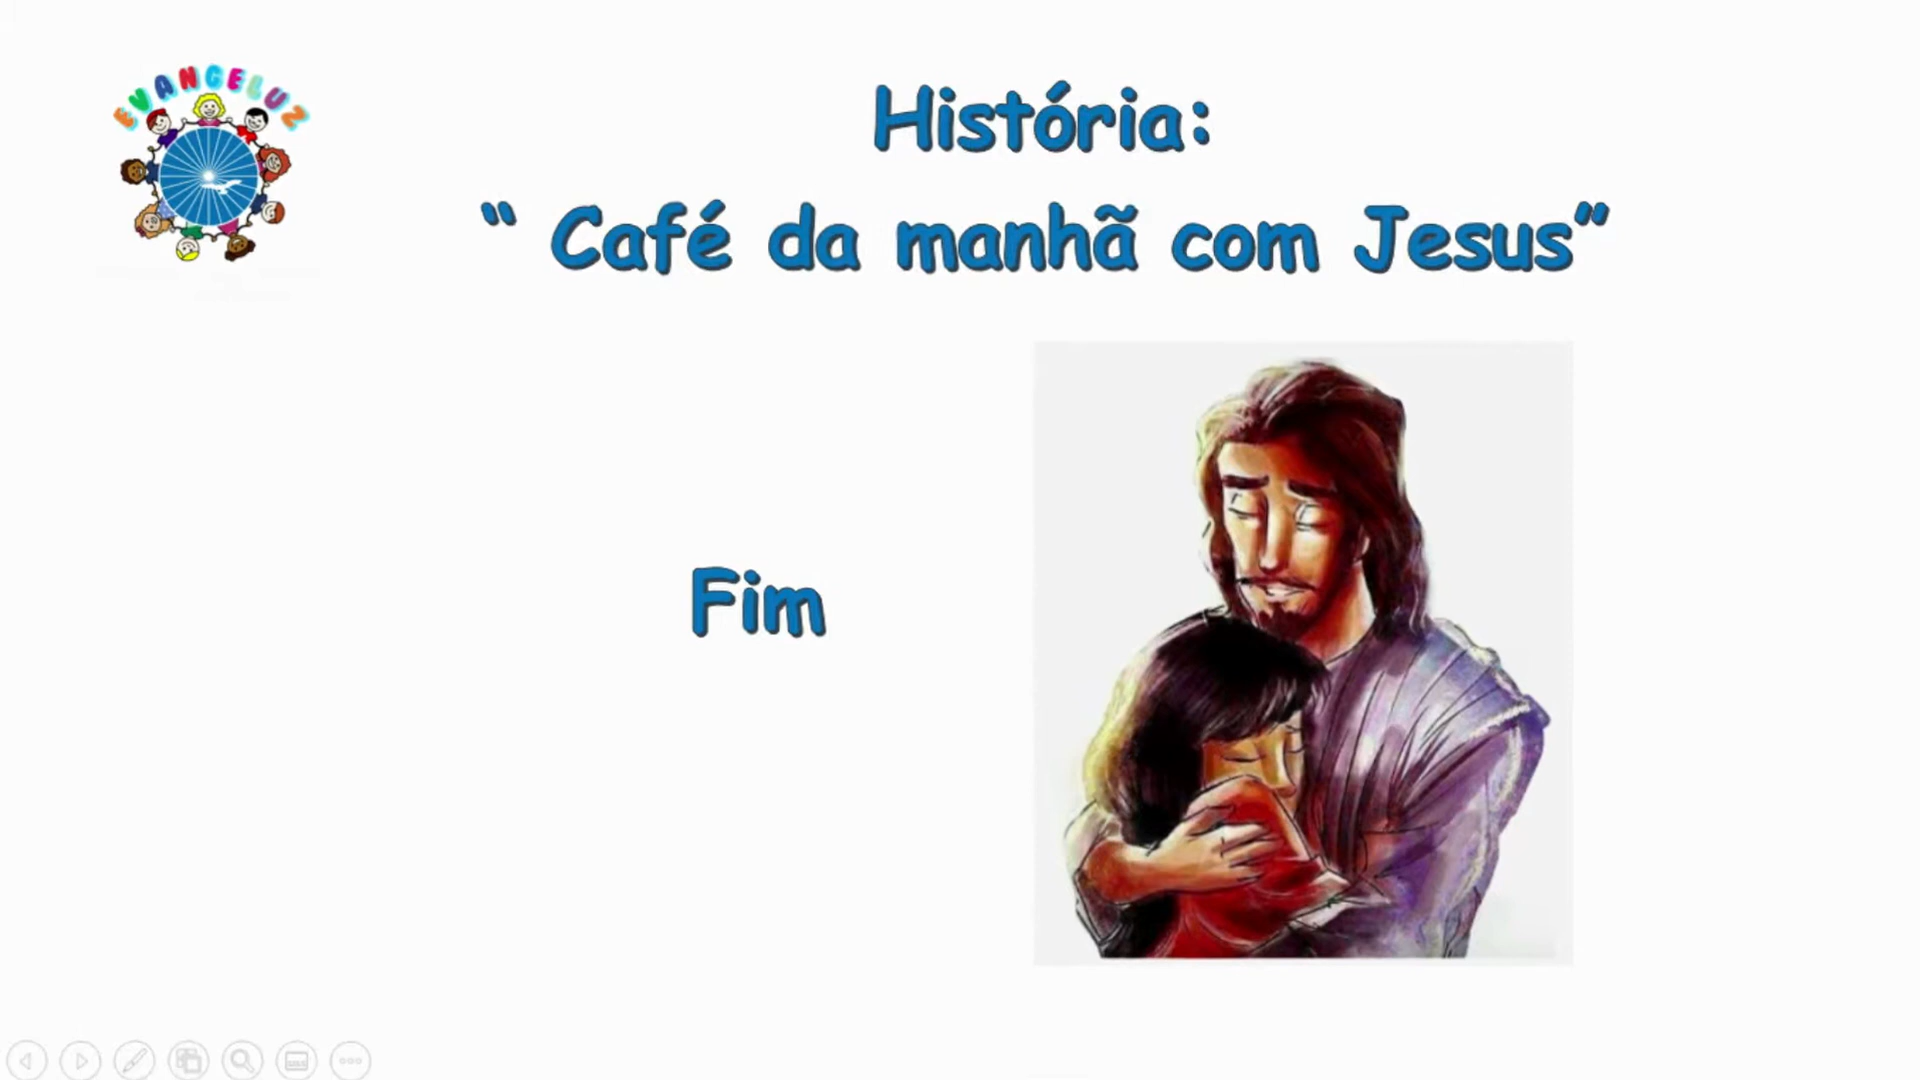 EVANGELUZ
História:
“ Café da manhã com Jesus”
Fim